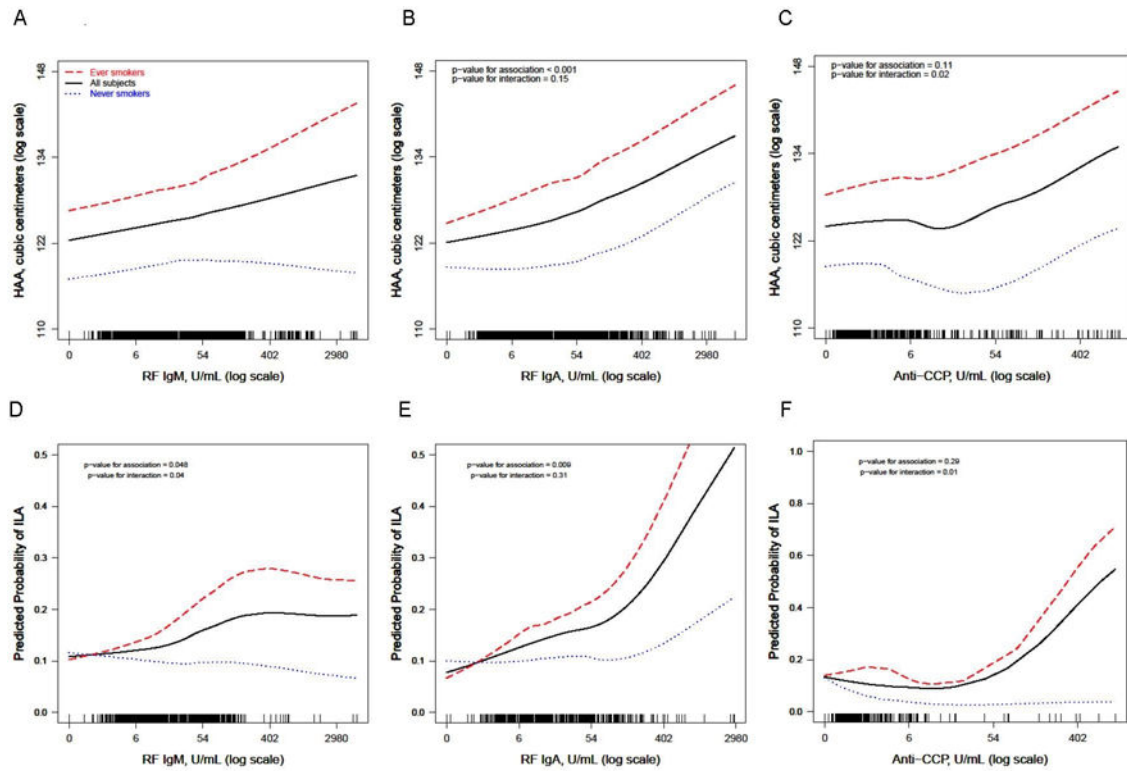 A
B
C
Ever smokers
All subjects
Never smokers
148
134
122
110
HAA, cubic centimeters (log scale)
0 6 54 402 2980
RF IgM, U/mL (log scale)
p-value for association < 0.001
p-value for interaction = 0.15
148
134
122
110
HAA, cubic centimeters (log scale)
0 6 54 402 2980
RF IgA, U/mL (log scale)
p-value for association = 0.11
p-value for interaction = 0.02
148
134
122
110
HAA, cubic centimeters (log scale)
0 6 54 402
Anti-CCP, U/mL (log scale)
D
E
F
p-value for association = 0.048
p-value for interaction = 0.04
0.5
0.4
0.3
0.2
0.1
0.0
Predicted Probability of ILA
0 6 54 402 2980
RF IgM, U/mL (log scale)
p-value for association = 0.009
p-value for interaction = 0.31
0.5
0.4
0.3
0.2
0.1
0.0
Predicted Probability of ILA
0 6 54 402 2980
RF IgA, U/mL (log scale)
p-value for association = 0.29
p-value for interaction = 0.01
1.0
0.8
0.6
0.4
0.2
0.0
Predicted Probability of ILA
0 6 54 402
Anti-CCP, U/mL (log scale)